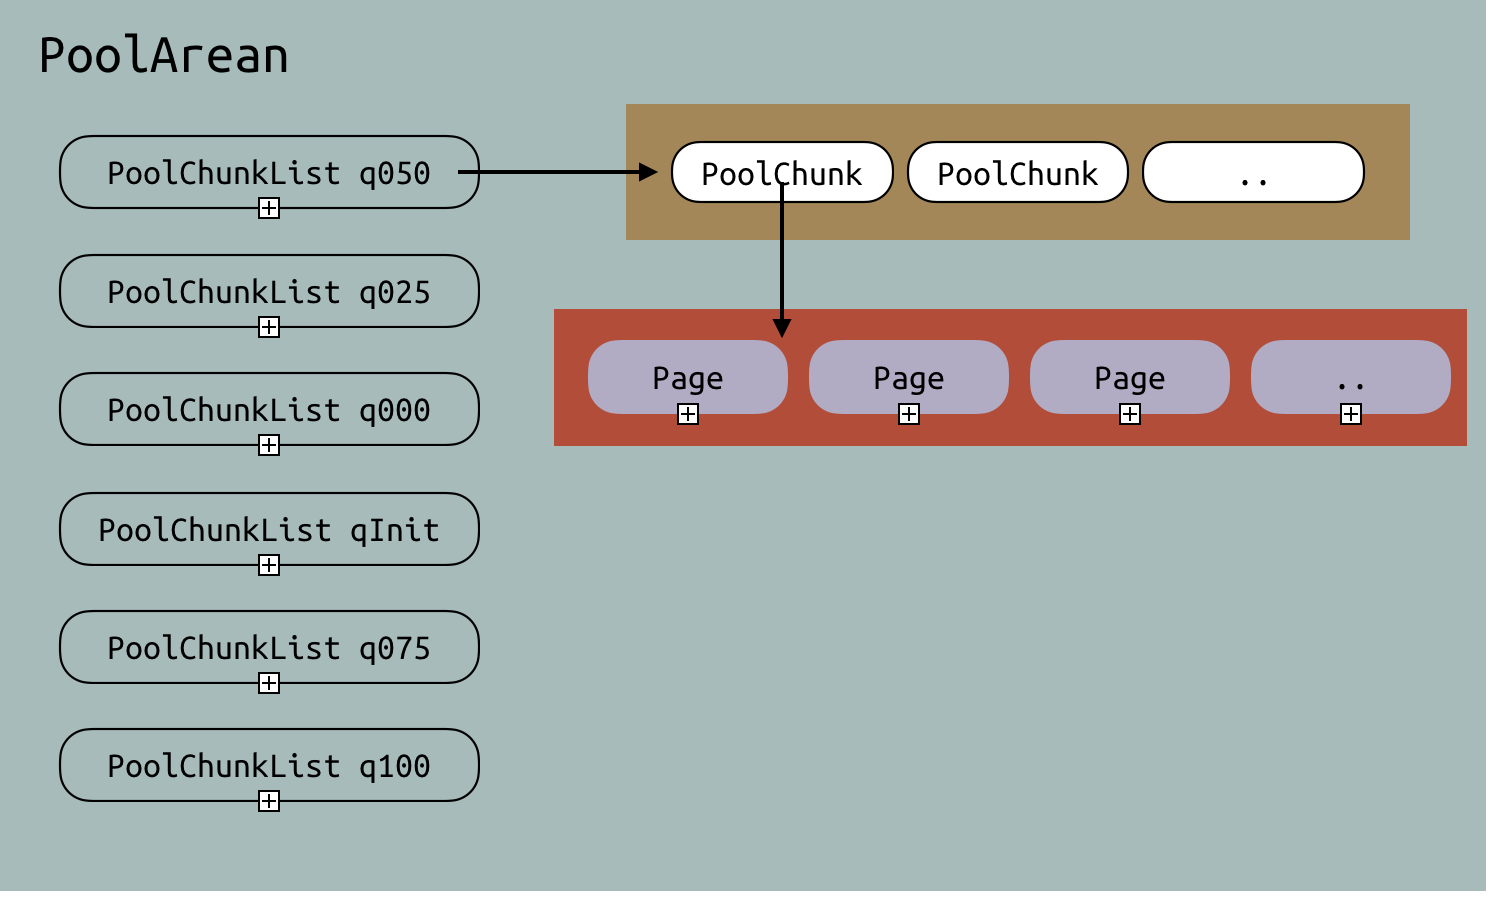 PoolArean
PoolChunkList q050
PoolChunk
PoolChunk
..
PoolChunkList q025
PoolChunkList q000
Page
Page
Page
..
PoolChunkList qInit
PoolChunkList q075
PoolChunkList q100